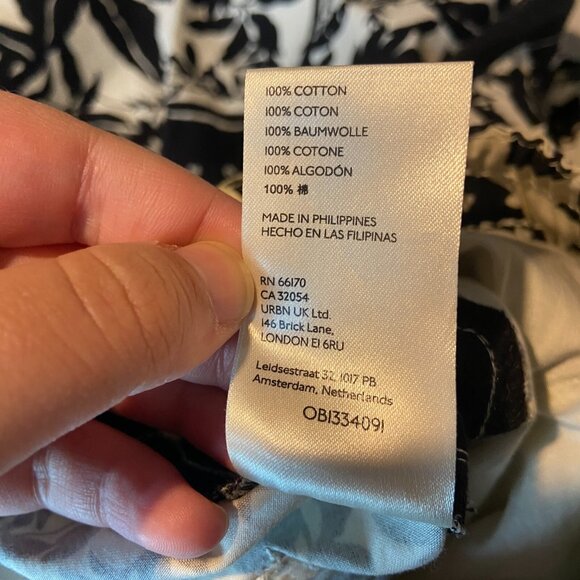 100% COTTON
100% COTON
100% BAUMWOLLE
100% COTONE
100% ALGODÓN
100% 棉
MADE IN PHILIPPINES
HECHO EN LAS FILIPINAS
RN 66170
CA 32054
URBN UK Ltd.
146 Brick Lane,
LONDON E1 6RU
Leidsestraat 32, 1017 PB
Amsterdam, Netherlands
OB1334091